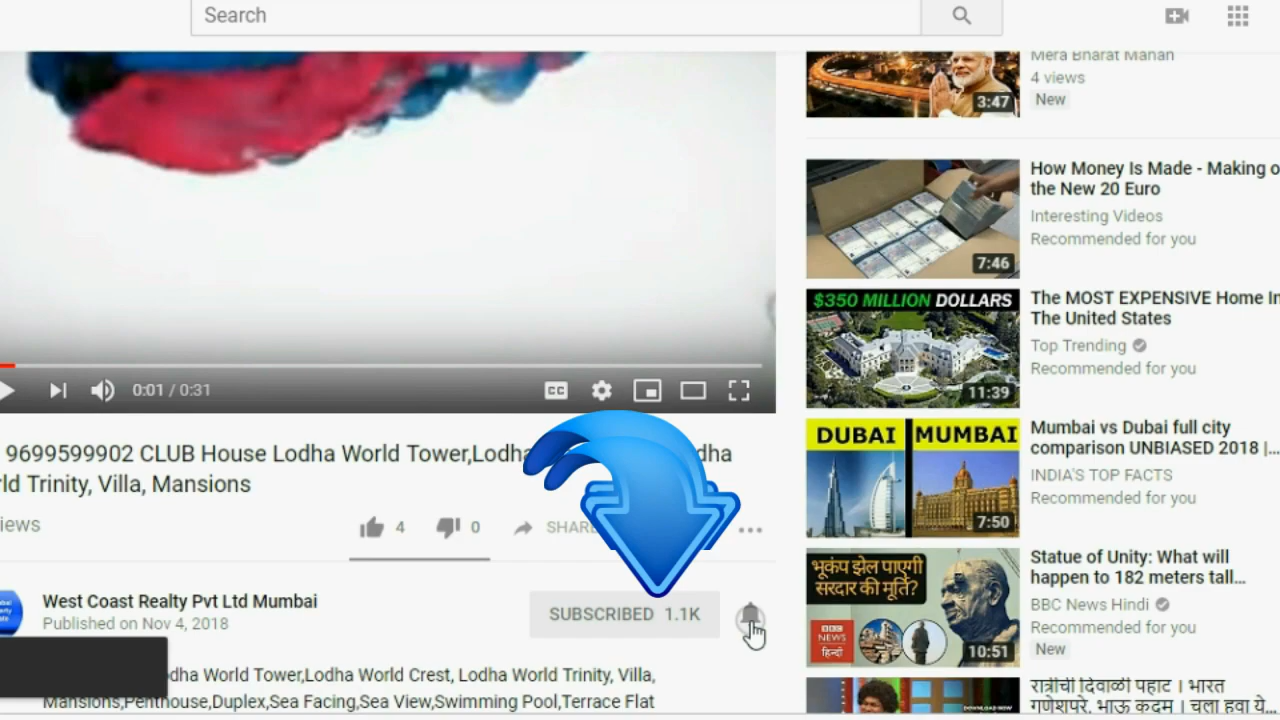 Search
Mera Bharat Mahan
4 views
3:47
New
How Money Is Made - Making o
the New 20 Euro
Interesting Videos
Recommended for you
7:46
$350 MILLION DOLLARS
The MOST EXPENSIVE Home In
The United States
Top Trending
Recommended for you
11:39
0:01 / 0:31
CC
9699599902 CLUB House Lodha World Tower,Lodha dha
ld Trinity, Villa, Mansions
iews
4
0
SHARE
DUBAI MUMBAI
Mumbai vs Dubai full city
comparison UNBIASED 2018 |...
INDIA'S TOP FACTS
Recommended for you
7:50
भूकंप झेल पाएगी
सरदार की मूर्ति?
BBC
NEWS
हिन्दी
10:51
Statue of Unity: What will
happen to 182 meters tall...
BBC News Hindi
Recommended for you
New
West Coast Realty Pvt Ltd Mumbai
Published on Nov 4, 2018
SUBSCRIBED 1.1K
dha World Tower,Lodha World Crest, Lodha World Trinity, Villa,
Mansions,Penthouse,Duplex,Sea Facing,Sea View,Swimming Pool,Terrace Flat
DOWNLOAD NOW
रात्रीची दिवाळी पहाट । भारत
गणेशपुरे, भाऊ कदम । चला हवा ये...